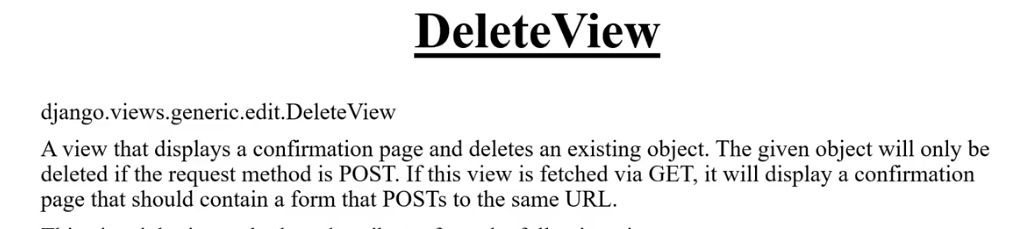 DeleteView
django.views.generic.edit.DeleteView
A view that displays a confirmation page and deletes an existing object. The given object will only be
deleted if the request method is POST. If this view is fetched via GET, it will display a confirmation
page that should contain a form that POSTs to the same URL.